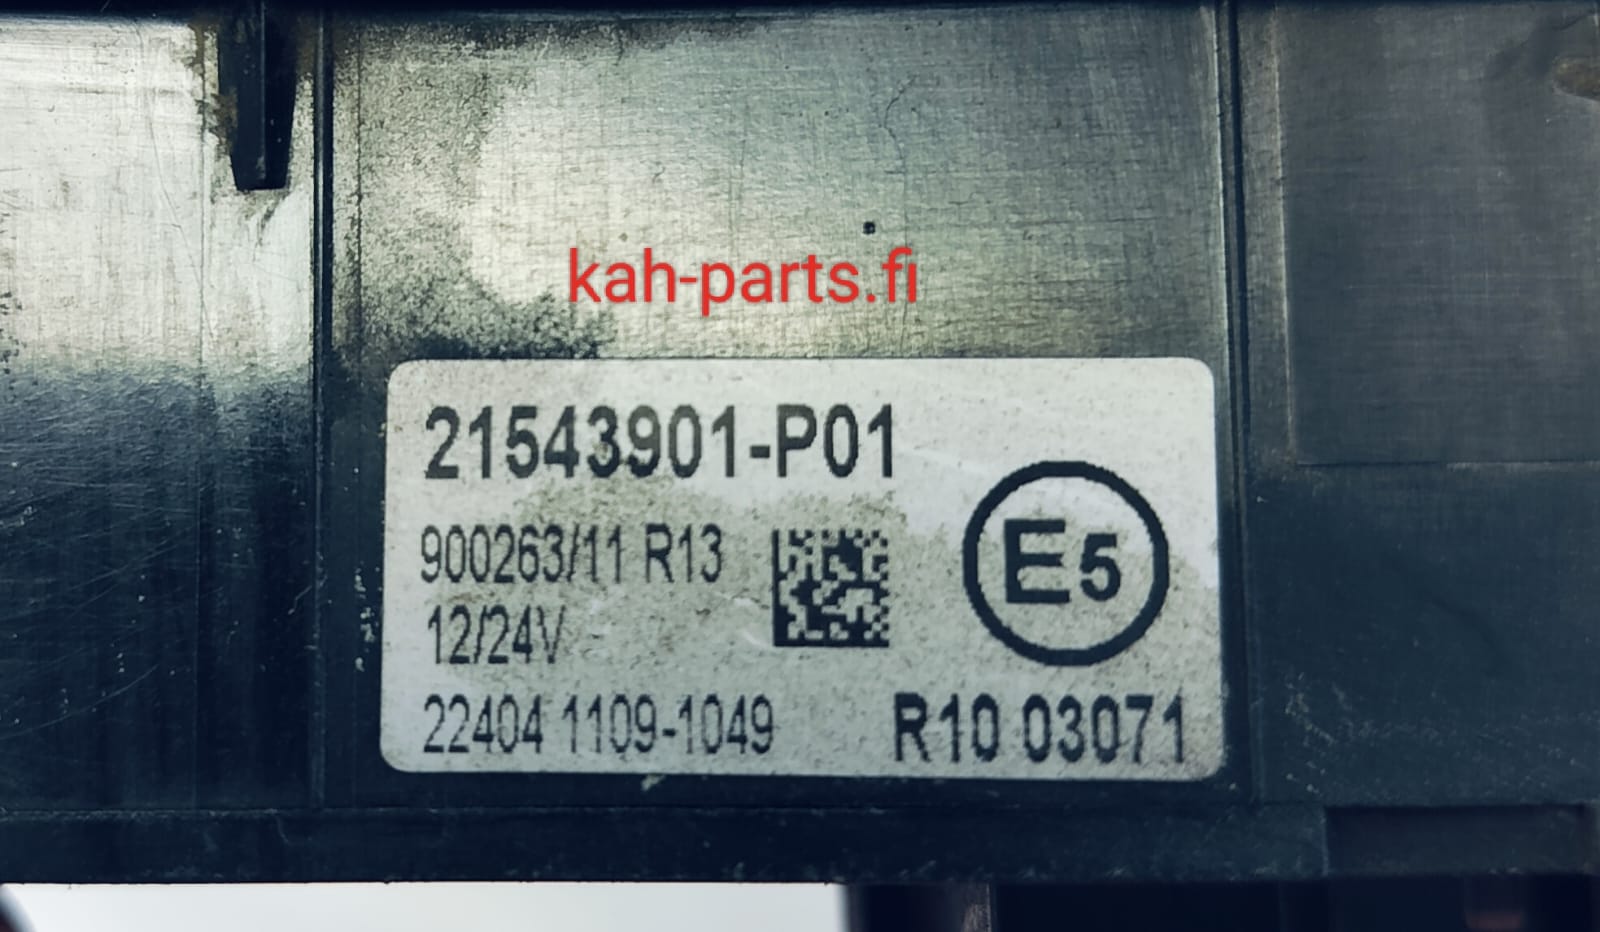 kah-parts.fi
21543901-P01
900263/11 R13
E5
12/24V
22404 1109-1049
R10 03071